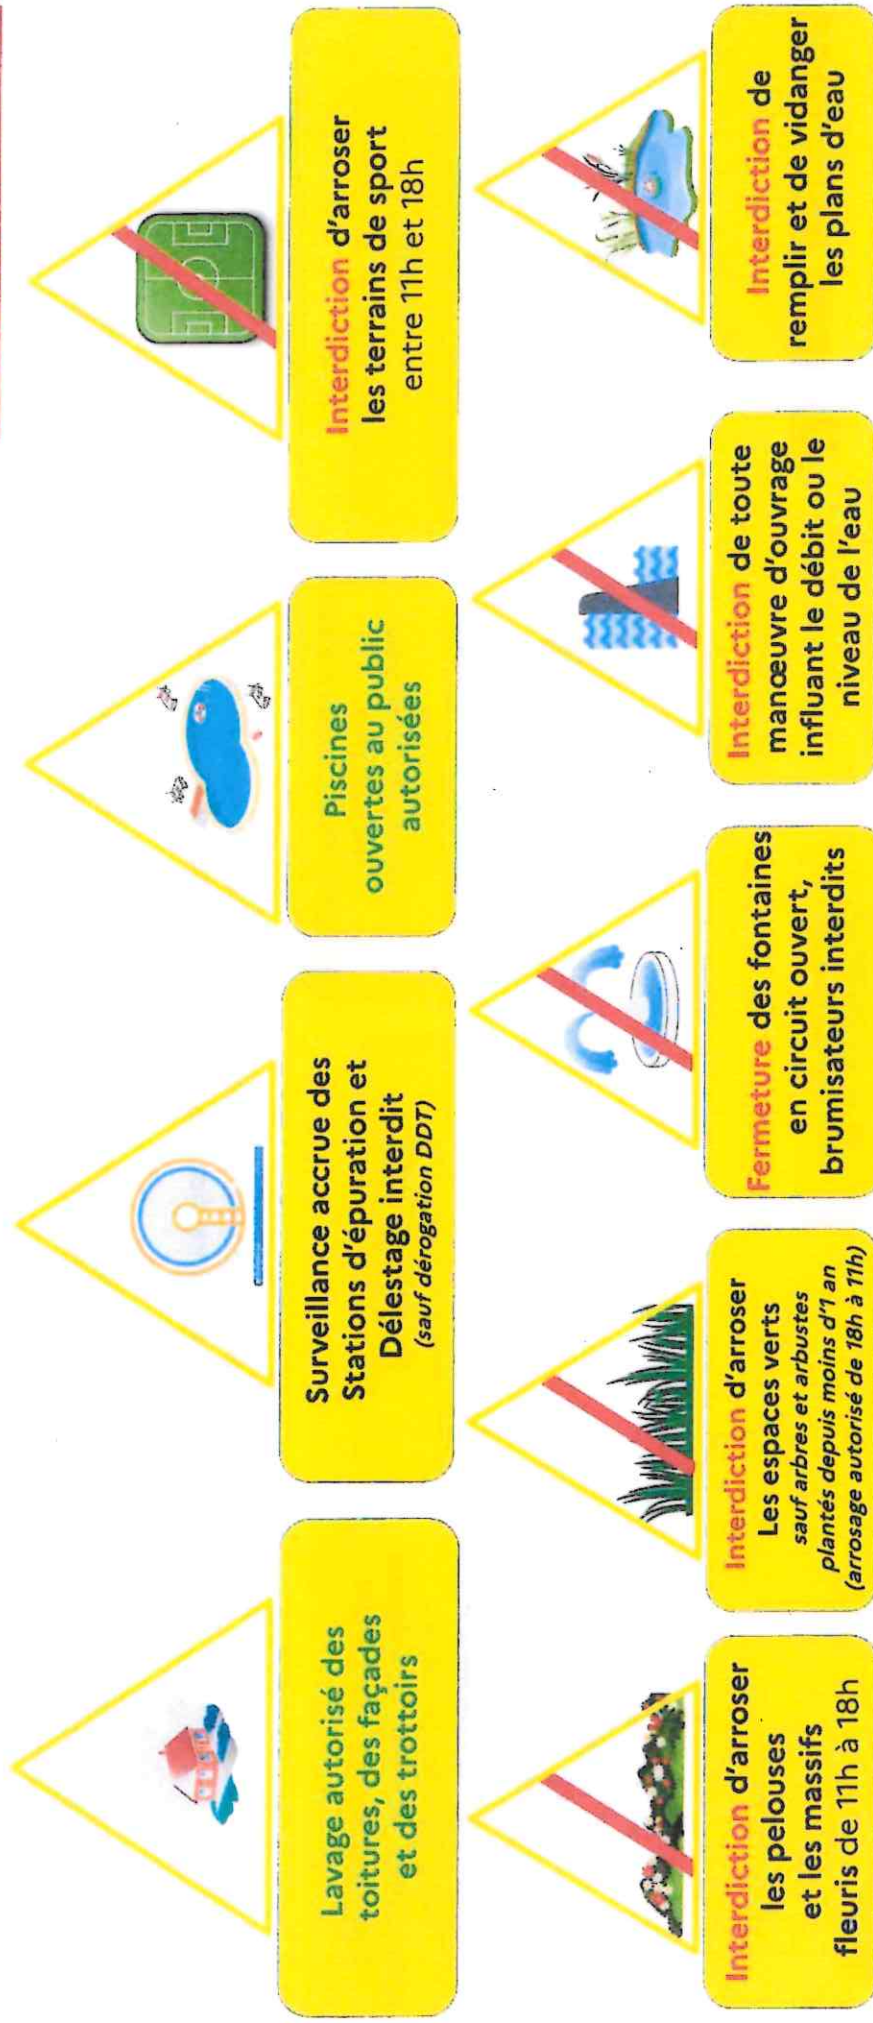 Lavage autorisé des
toitures, des façades
et des trottoirs
Surveillance accrue des
Stations d'épuration et
Délestage interdit
(sauf dérogation DDT)
Piscines
ouvertes au public
autorisées
Interdiction d'arroser
les terrains de sport
entre 11h et 18h
Interdiction d'arroser
les pelouses
et les massifs
fleuris de 11h à 18h
Interdiction d'arroser
Les espaces verts
sauf arbres et arbustes
plantés depuis moins d'1 an
(arrosage autorisé de 18h à 11h)
Fermeture des fontaines
en circuit ouvert,
brumisateurs interdits
Interdiction de toute
manœuvre d'ouvrage
influant le débit ou le
niveau de l'eau
Interdiction de
remplir et de vidanger
les plans d'eau